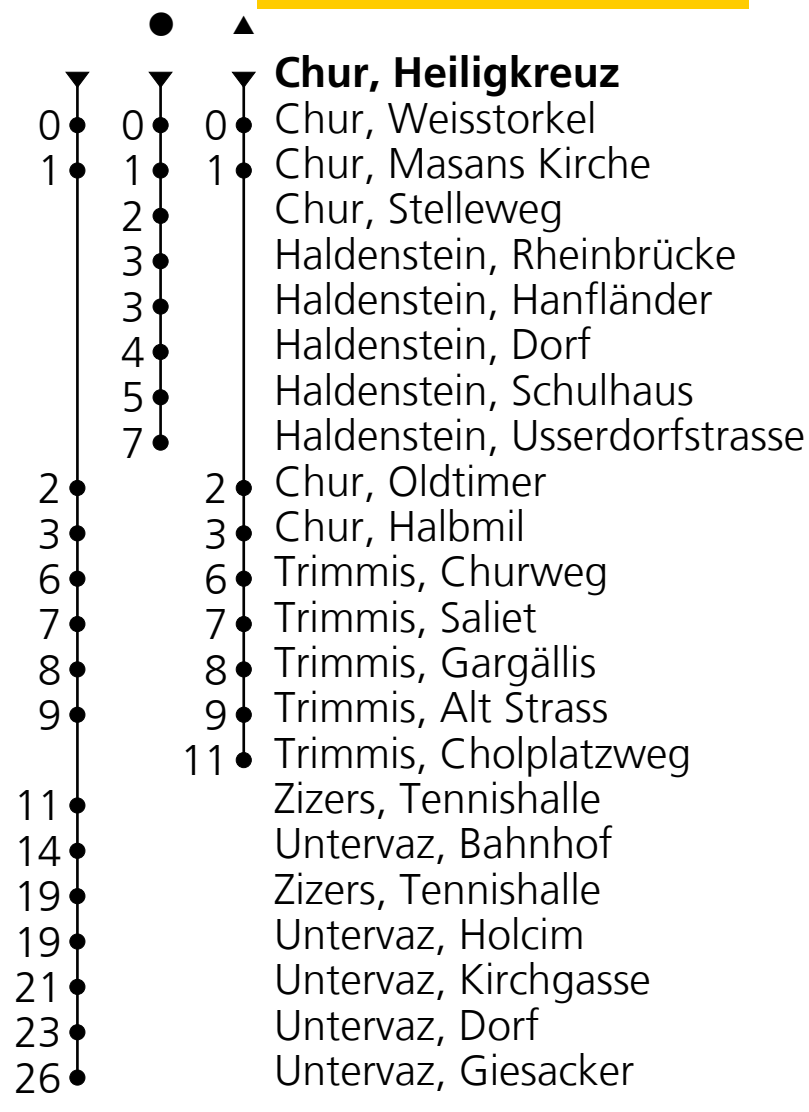 Chur, Heiligkreuz
0 0 0 Chur, Weisstorkel
1 1 1 Chur, Masans Kirche
2 Chur, Stelleweg
3 Haldenstein, Rheinbrücke
3 Haldenstein, Hanfländer
4 Haldenstein, Dorf
5 Haldenstein, Schulhaus
7 Haldenstein, Usserdorfstrasse
2 2 Chur, Oldtimer
3 3 Chur, Halbmil
6 6 Trimmis, Churweg
7 7 Trimmis, Saliet
8 8 Trimmis, Gargällis
9 9 Trimmis, Alt Strass
11 Trimmis, Cholplatzweg
11 Zizers, Tennishalle
14 Untervaz, Bahnhof
19 Zizers, Tennishalle
19 Untervaz, Holcim
21 Untervaz, Kirchgasse
23 Untervaz, Dorf
26 Untervaz, Giesacker